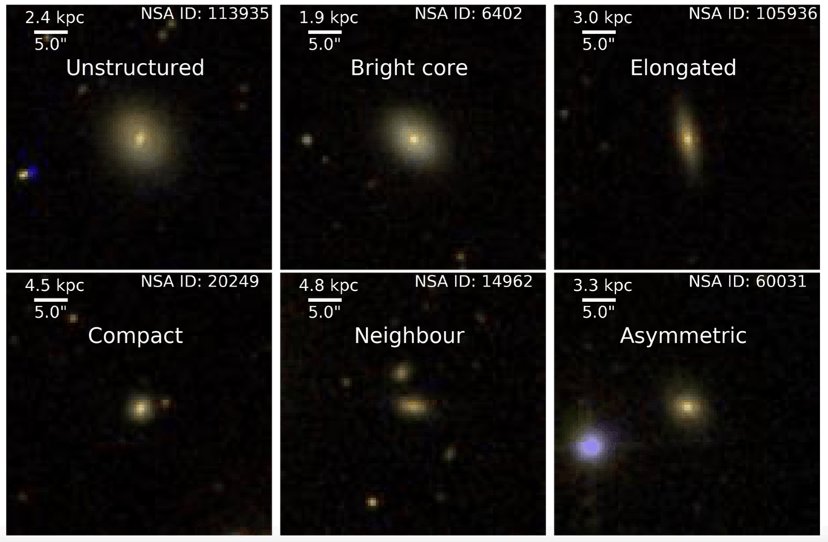 2.4 kpc
NSA ID: 113935
5.0"
Unstructured
1.9 kpc
NSA ID: 6402
5.0"
Bright core
3.0 kpc
NSA ID: 105936
5.0"
Elongated
4.5 kpc
NSA ID: 20249
5.0"
Compact
4.8 kpc
NSA ID: 14962
5.0"
Neighbour
3.3 kpc
NSA ID: 60031
5.0"
Asymmetric